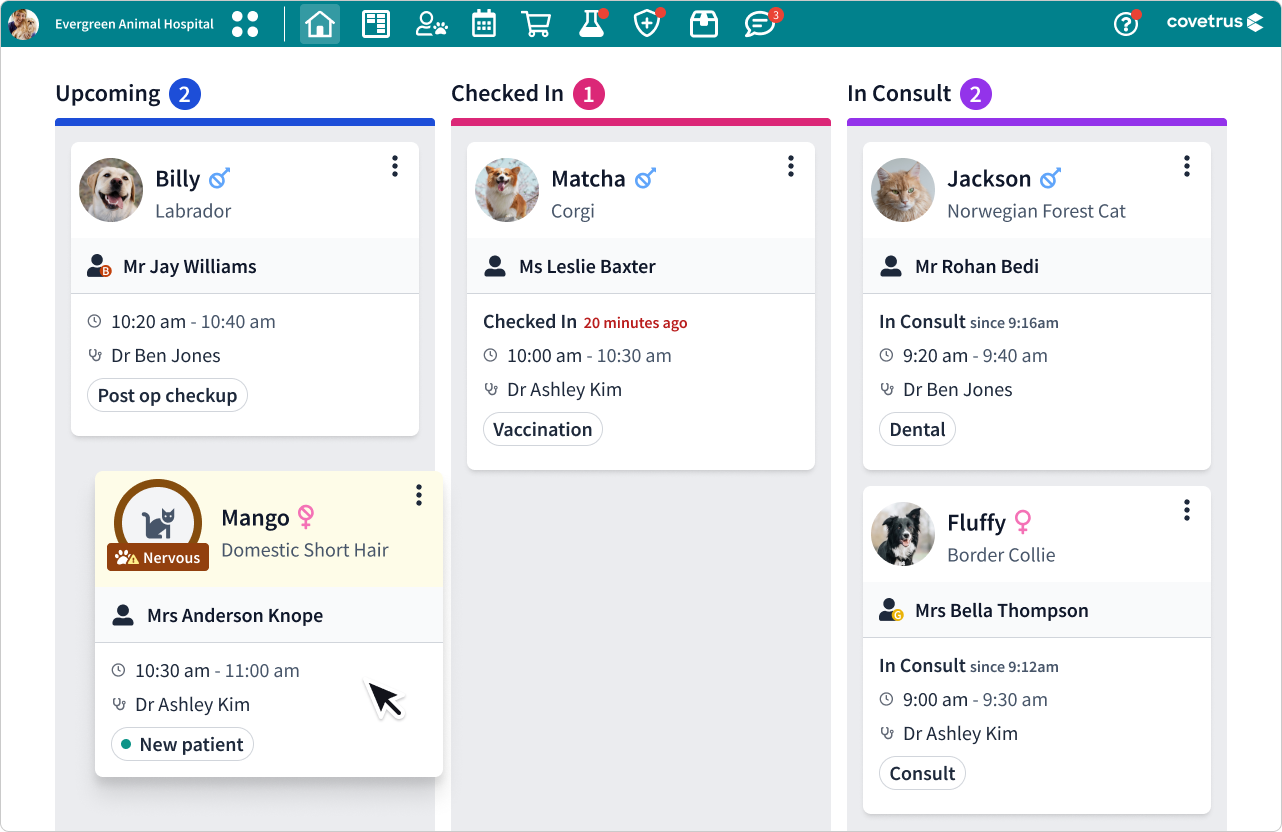 Evergreen Animal Hospital
3
covetrus
Upcoming 2
Billy
Labrador
B
Mr Jay Williams
10:20 am - 10:40 am
Dr Ben Jones
Post op checkup
Mango
Nervous
Domestic Short Hair
Mrs Anderson Knope
10:30 am - 11:00 am
Dr Ashley Kim
New patient
Checked In 1
Matcha
Corgi
Ms Leslie Baxter
Checked In 20 minutes ago
10:00 am - 10:30 am
Dr Ashley Kim
Vaccination
In Consult 2
Jackson
Norwegian Forest Cat
Mr Rohan Bedi
In Consult since 9:16am
9:20 am - 9:40 am
Dr Ben Jones
Dental
Fluffy
Border Collie
G
Mrs Bella Thompson
In Consult since 9:12am
9:00 am - 9:30 am
Dr Ashley Kim
Consult